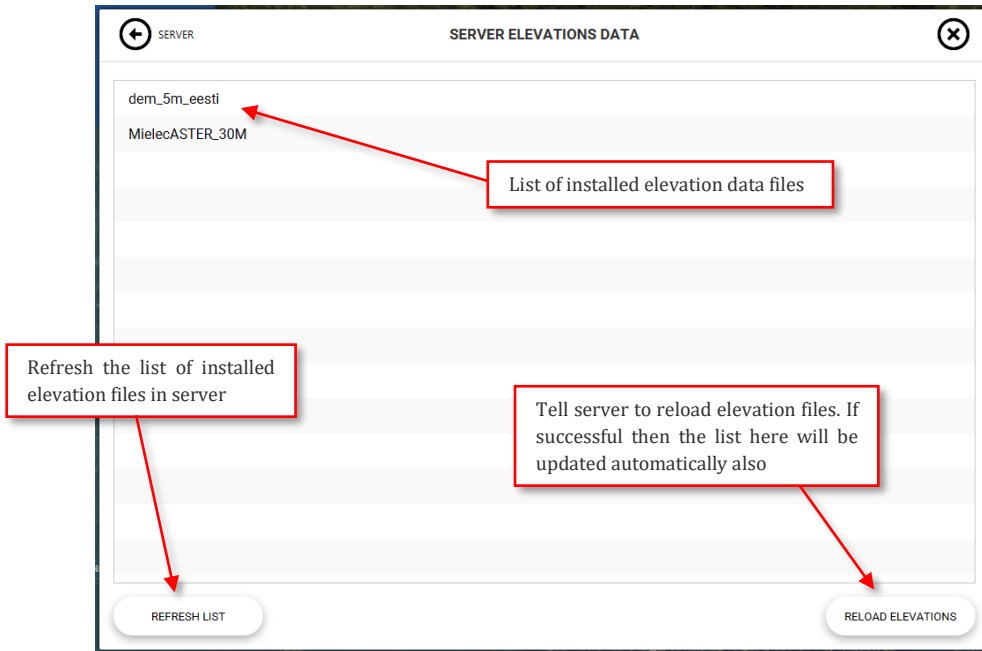 SERVER
SERVER ELEVATIONS DATA
dem_5m_eesti
MielecASTER_30M
List of installed elevation data files
Refresh the list of installed
elevation files in server
Tell server to reload elevation files. If
successful then the list here will be
updated automatically also
REFRESH LIST
RELOAD ELEVATIONS